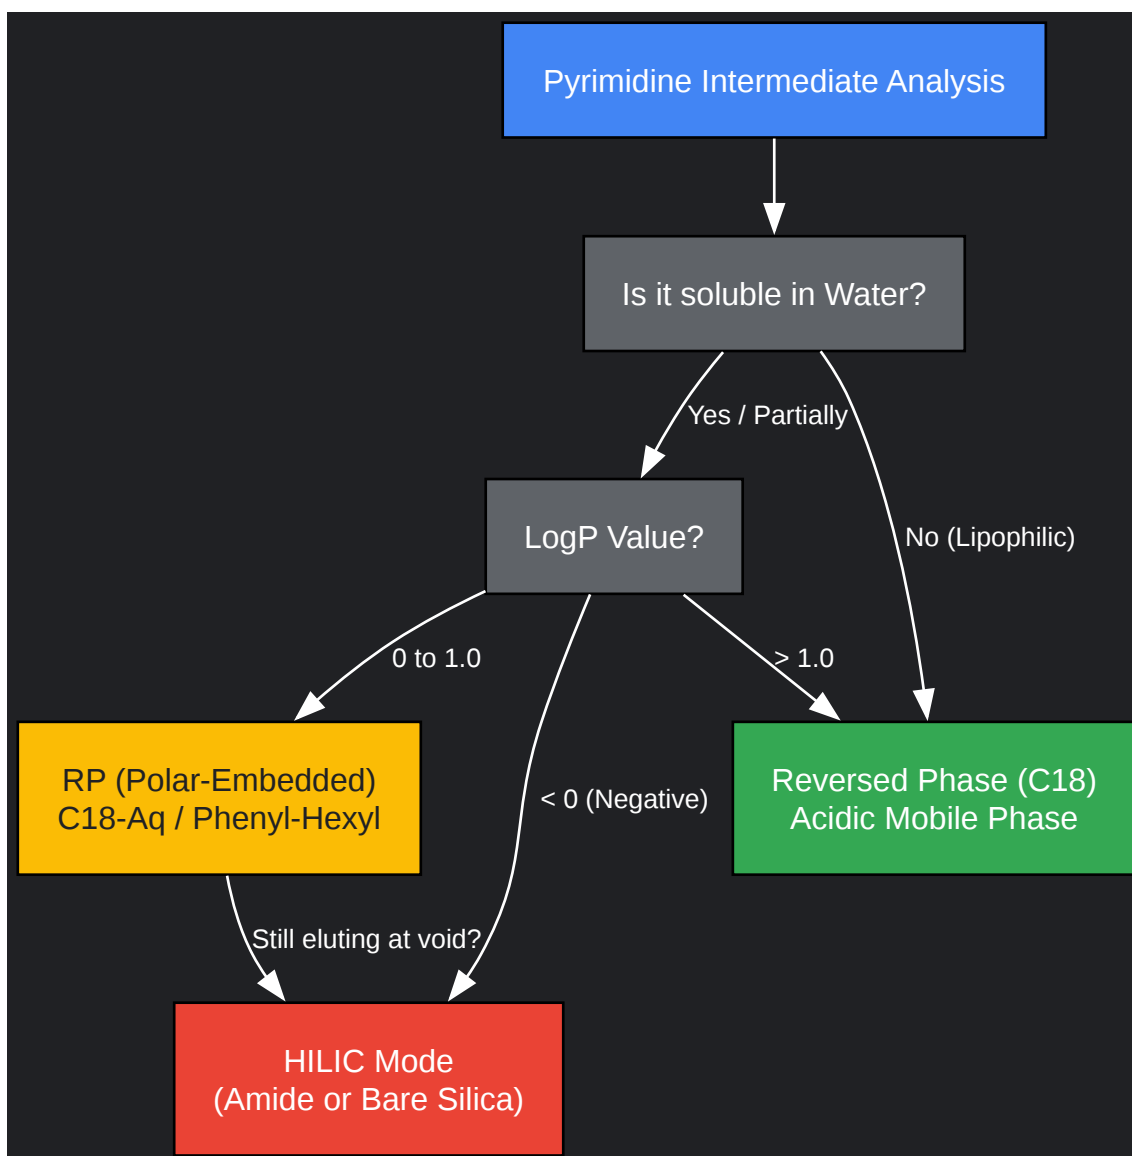 Pyrimidine Intermediate Analysis
Is it soluble in Water?
Yes / Partially
No (Lipophilic)
LogP Value?
0 to 1.0
> 1.0
< 0 (Negative)
RP (Polar-Embedded)
C18-Aq / Phenyl-Hexyl
Reversed Phase (C18)
Acidic Mobile Phase
Still eluting at void?
HILIC Mode
(Amide or Bare Silica)